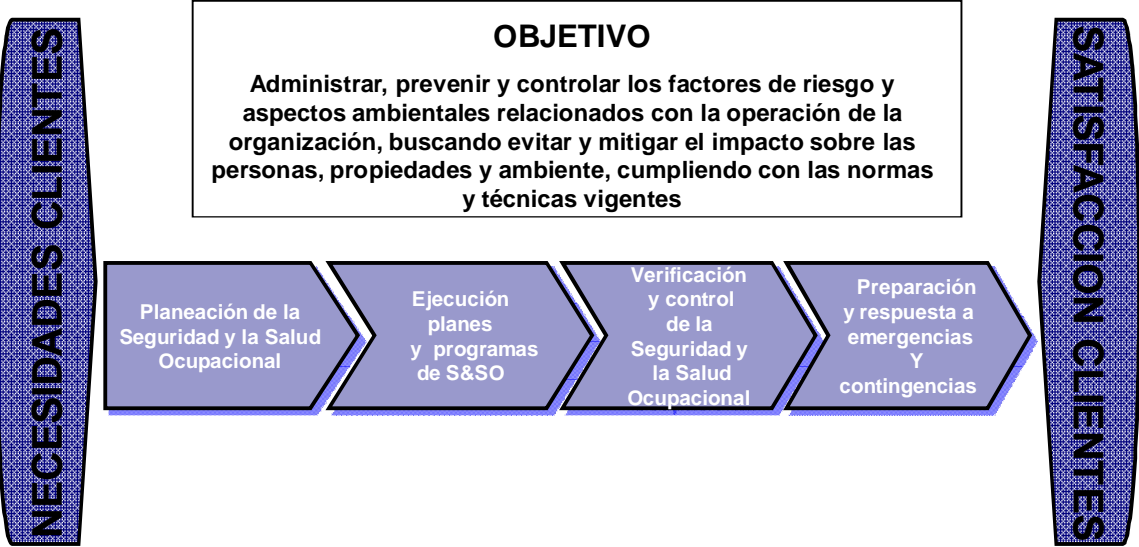 NECESIDADES CLIENTES
OBJETIVO
Administrar, prevenir y controlar los factores de riesgo y
aspectos ambientales relacionados con la operación de la
organización, buscando evitar y mitigar el impacto sobre las
personas, propiedades y ambiente, cumpliendo con las normas
y técnicas vigentes
Planeación de la
Seguridad y la Salud
Ocupacional
Ejecución
planes
y programas
de S&SO
Verificación
y control
de la
Seguridad y
la Salud
Ocupacional
Preparación
y respuesta a
emergencias
Y
contingencias
SATISFACCION CLIENTES